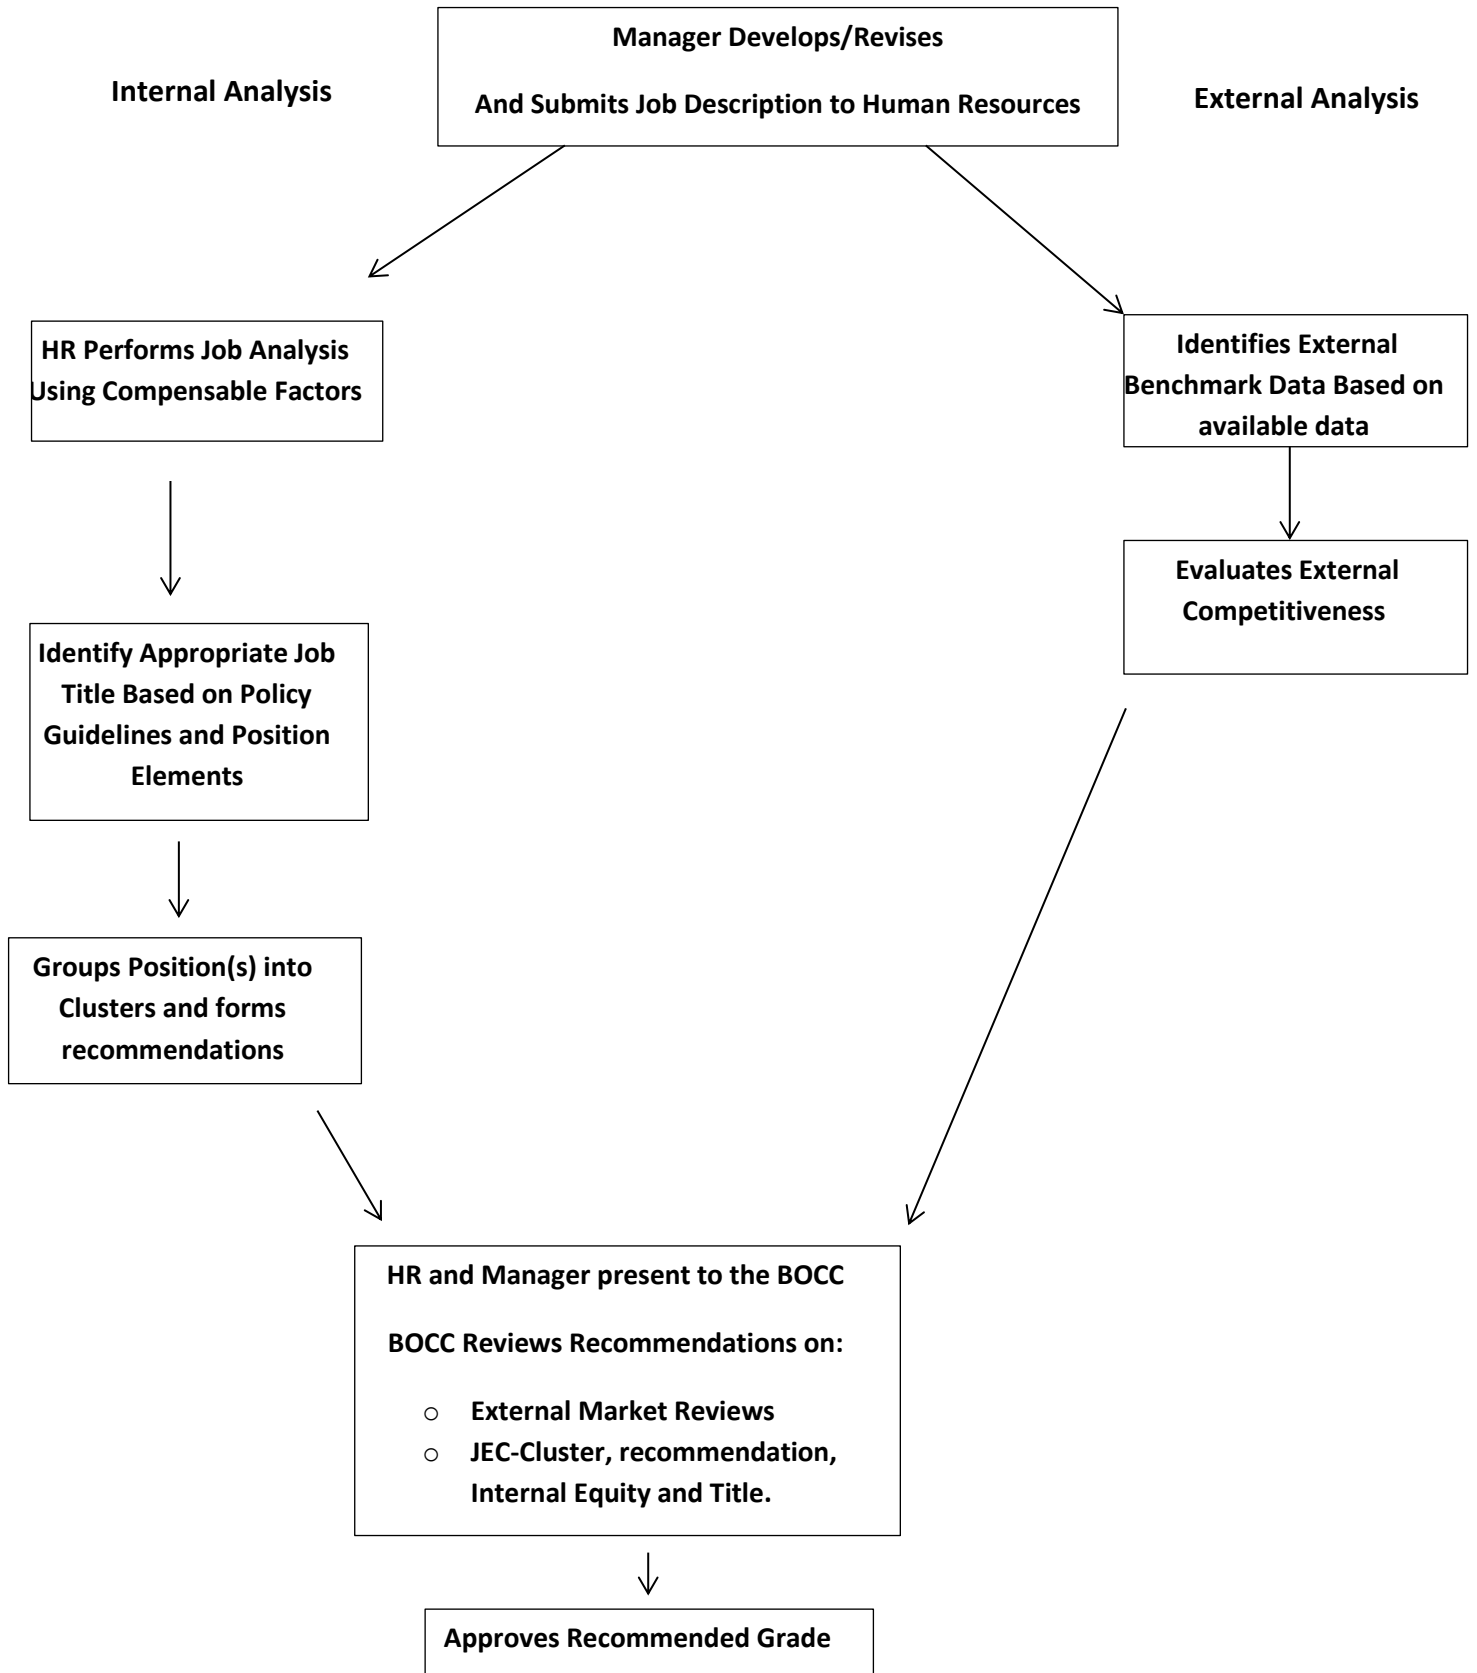 Manager Develops/Revises
And Submits Job Description to Human Resources
Internal Analysis
External Analysis
HR Performs Job Analysis
Using Compensable Factors
Identifies External
Benchmark Data Based on
available data
Evaluates External
Competitiveness
Identify Appropriate Job
Title Based on Policy
Guidelines and Position
Elements
Groups Position(s) into
Clusters and forms
recommendations
HR and Manager present to the BOCC
BOCC Reviews Recommendations on:
o External Market Reviews
o JEC-Cluster, recommendation,
Internal Equity and Title.
Approves Recommended Grade